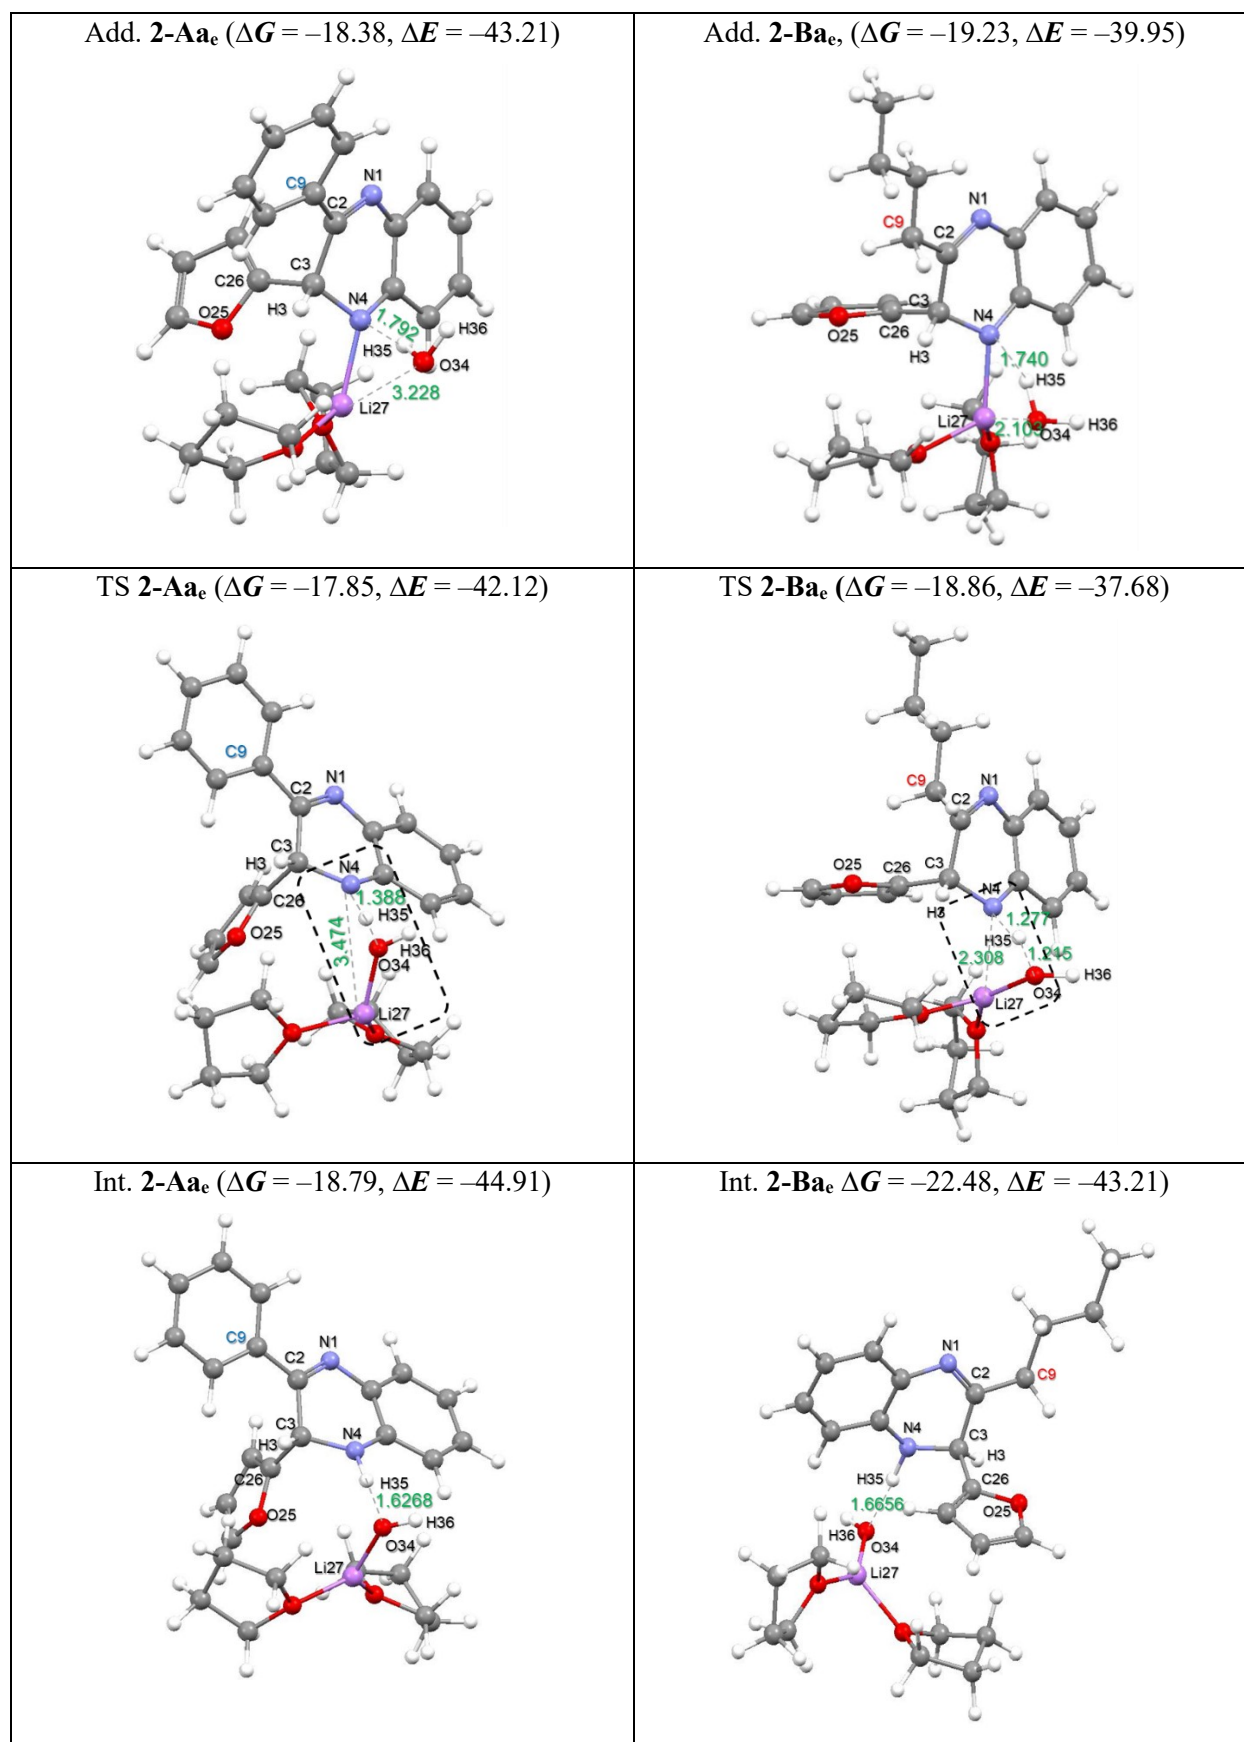 Add. 2-Aaₑ (ΔG = –18.38, ΔE = –43.21)
C9
N1
C2
C3
C26
N4
H3
O25
1.792
H36
H35
O34
3.228
Li27
Add. 2-Baₑ, (ΔG = –19.23, ΔE = –39.95)
N1
C9
C2
C3
N4
O25
C26
H3
1.740
H35
Li27
2.103
O34
H36
TS 2-Aaₑ (ΔG = –17.85, ΔE = –42.12)
C9
N1
C2
C3
H3
N4
C26
1.388
H35
O25
3.474
H36
O34
Li27
TS 2-Baₑ (ΔG = –18.86, ΔE = –37.68)
C9
N1
C2
O25
C26
C3
N4
H3
1.277
H35
2.308
1.215
H36
O34
Li27
Int. 2-Aaₑ (ΔG = –18.79, ΔE = –44.91)
N1
C9
C2
C3
N4
H3
C26
H35
1.6268
O25
H36
O34
Li27
Int. 2-Baₑ ΔG = –22.48, ΔE = –43.21)
N1
C2
C9
N4
C3
H3
H35
C26
1.6656
O25
H36
O34
Li27